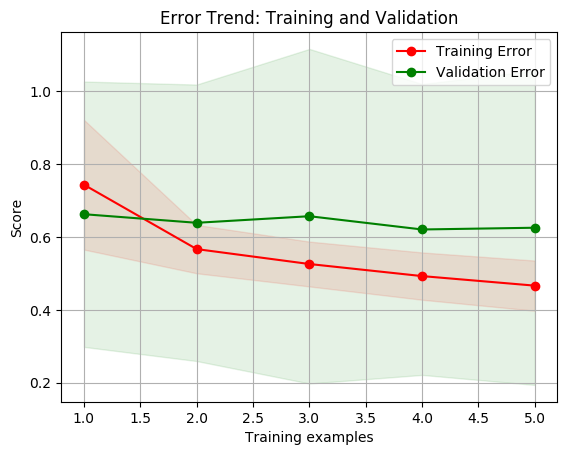 Error Trend: Training and Validation
Training Error
Validation Error
Score
1.0
0.8
0.6
0.4
0.2
1.0 1.5 2.0 2.5 3.0 3.5 4.0 4.5 5.0
Training examples